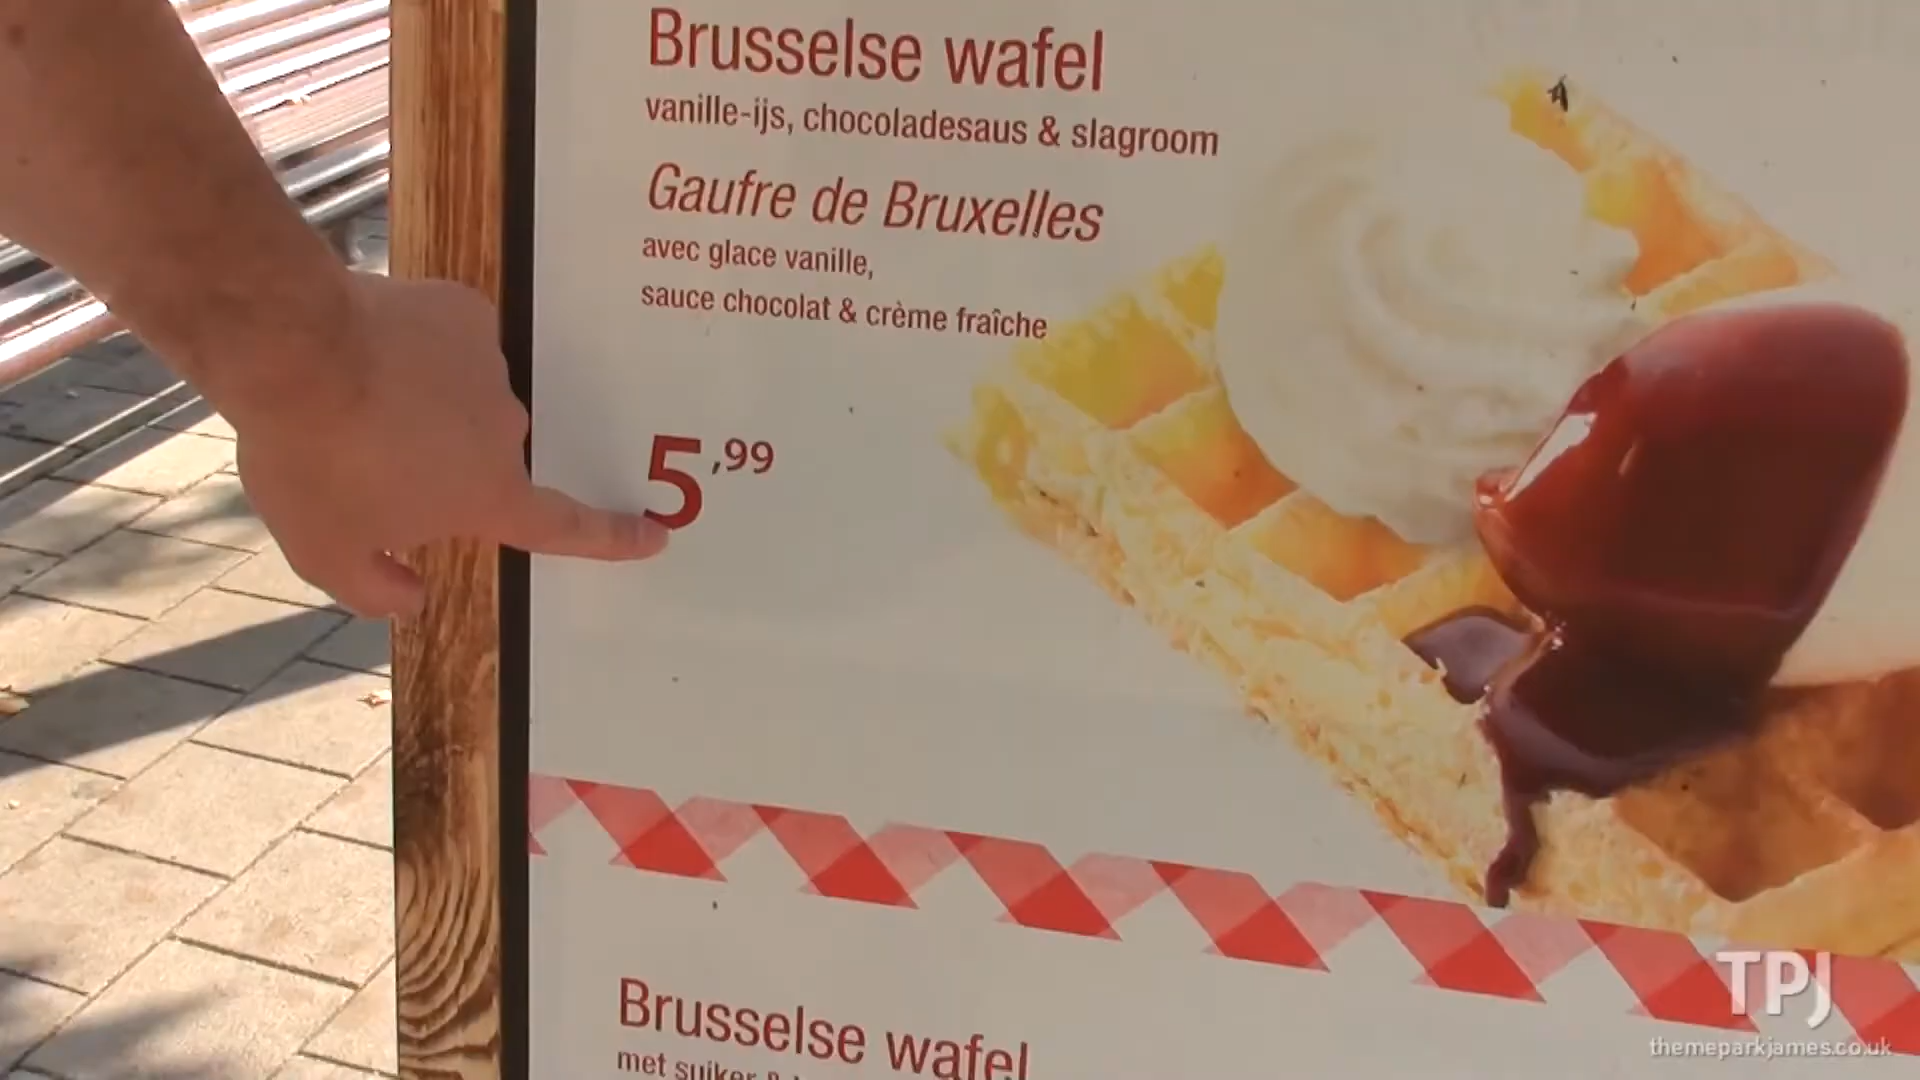 Brusselse wafel
vanille-ijs, chocoladesaus & slagroom
Gaufre de Bruxelles
avec glace vanille,
sauce chocolat & crème fraîche
5,99
Brusselse wafel
met suiker
TPJ
themeparkjames.co.uk